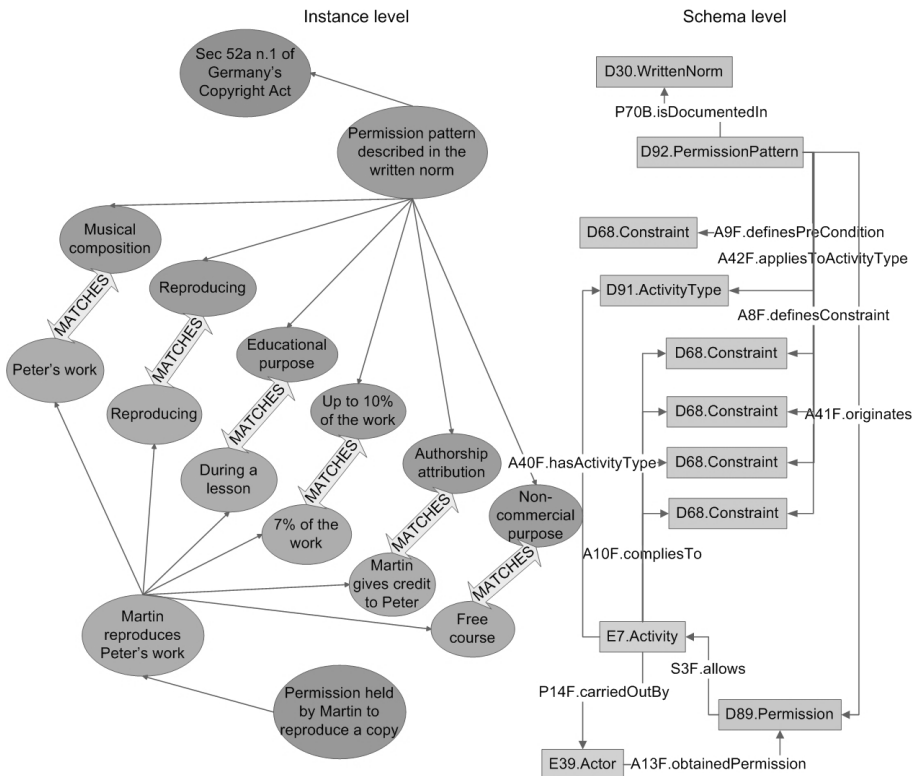 Instance level
Schema level
Sec 52a n.1 of
Germany's
Copyright Act
Permission pattern
described in the
written norm
Musical
composition
MATCHES
Peter's work
Reproducing
MATCHES
Reproducing
Educational
purpose
MATCHES
During a
lesson
Up to 10%
of the work
MATCHES
7% of the
work
Authorship
attribution
MATCHES
Martin
gives credit
to Peter
Non-
commercial
purpose
MATCHES
Free
course
Martin
reproduces
Peter's work
Permission held
by Martin to
reproduce a copy
D30.WrittenNorm
P70B.isDocumentedIn
D92.PermissionPattern
D68.Constraint
A9F.definesPreCondition
A42F.appliesToActivityType
D91.ActivityType
A8F.definesConstraint
D68.Constraint
D68.Constraint
A41F.originates
A40F.hasActivityType
D68.Constraint
D68.Constraint
A10F.compliesTo
E7.Activity
S3F.allows
P14F.carriedOutBy
D89.Permission
E39.Actor
A13F.obtainedPermission